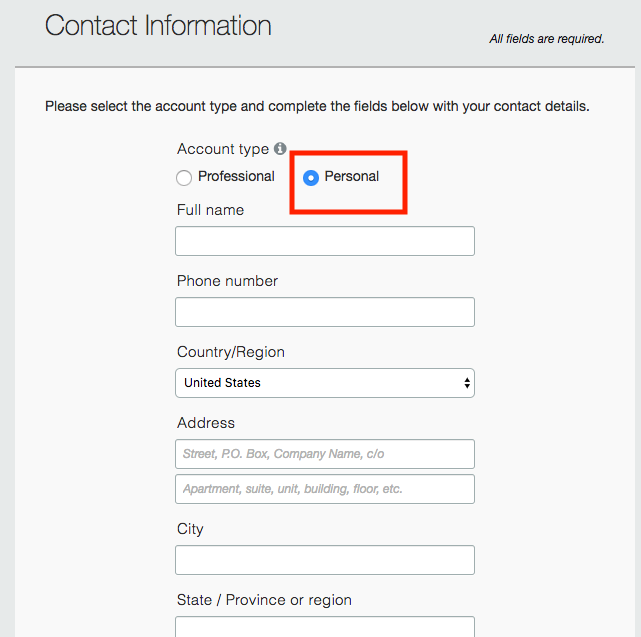 Contact Information
All fields are required.
Please select the account type and complete the fields below with your contact details.
Account type
Professional Personal
Full name
Phone number
Country/Region
United States
Address
Street, P.O. Box, Company Name, c/o
Apartment, suite, unit, building, floor, etc.
City
State / Province or region